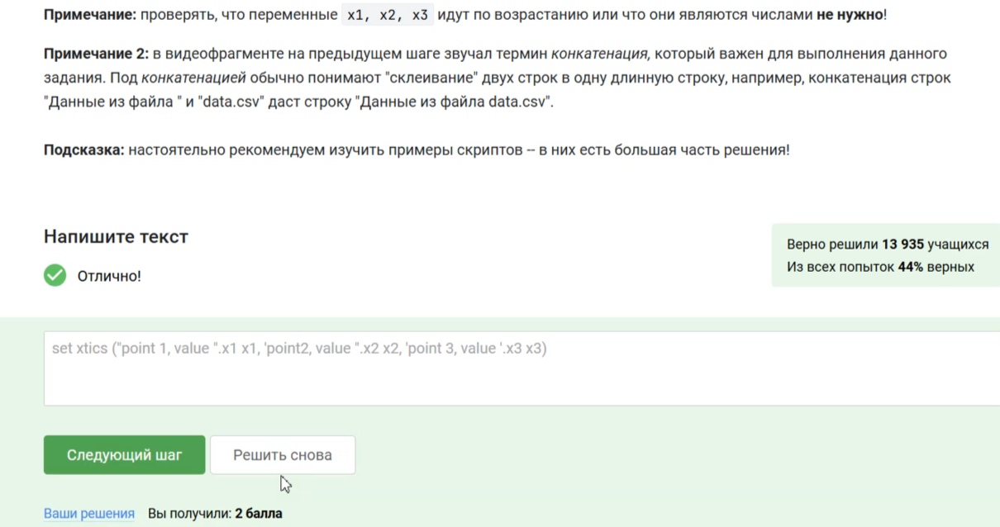 Примечание: проверять, что переменные x1, x2, x3 идут по возрастанию или что они являются числами не нужно!
Примечание 2: в видеофрагменте на предыдущем шаге звучал термин конкатенация, который важен для выполнения данного
задания. Под конкатенацией обычно понимают "склеивание" двух строк в одну длинную строку, например, конкатенация строк
"Данные из файла " и "data.csv" даст строку "Данные из файла data.csv".
Подсказка: настоятельно рекомендуем изучить примеры скриптов -- в них есть большая часть решения!
Напишите текст
Верно решили 13 935 учащихся
Из всех попыток 44% верных
Отлично!
set xtics ("point 1, value ".x1 x1, 'point2, value ".x2 x2, 'point 3, value '.x3 x3)
Следующий шаг
Решить снова
Ваши решения Вы получили: 2 балла